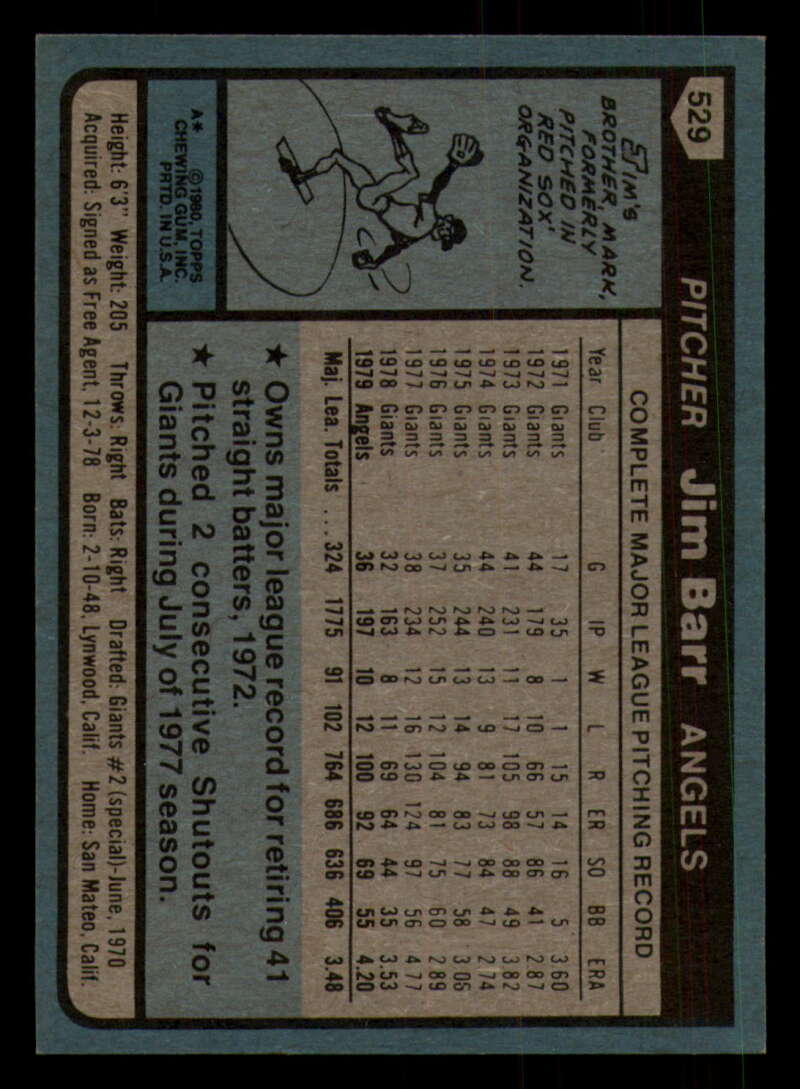 529
PITCHER Jim Barr ANGELS
JIM'S
BROTHER, MARK,
FORMERLY
PITCHED IN
RED SOX'
ORGANIZATION.
A* ©1980, TOPPS
CHEWING GUM, INC.
PRTD. IN U.S.A.
COMPLETE MAJOR LEAGUE PITCHING RECORD
Year Club G IP W L R ER SO BB ERA
1971 Giants 17 35 1 1 15 14 16 5 3.60
1972 Giants 44 179 8 10 66 57 86 41 2.87
1973 Giants 41 231 11 17 105 98 88 49 3.82
1974 Giants 44 240 13 9 81 73 84 47 2.74
1975 Giants 35 244 13 14 94 83 77 58 3.06
1976 Giants 37 252 15 12 104 81 75 60 2.89
1977 Giants 38 234 12 16 130 124 97 56 4.77
1978 Giants 32 163 8 11 69 64 44 35 3.53
1979 Angels 36 197 10 12 100 92 69 55 4.20
Maj. Lea. Totals ... 324 1775 91 102 764 686 636 406 3.48
★ Owns major league record for retiring 41
straight batters, 1972.
★ Pitched 2 consecutive Shutouts for
Giants during July of 1977 season.
Height: 6'3" Weight: 205 Throws: Right Bats: Right Drafted: Giants #2 (special)-June, 1970
Acquired: Signed as Free Agent, 12-3-78 Born: 2-10-48, Lynwood, Calif. Home: San Mateo, Calif.